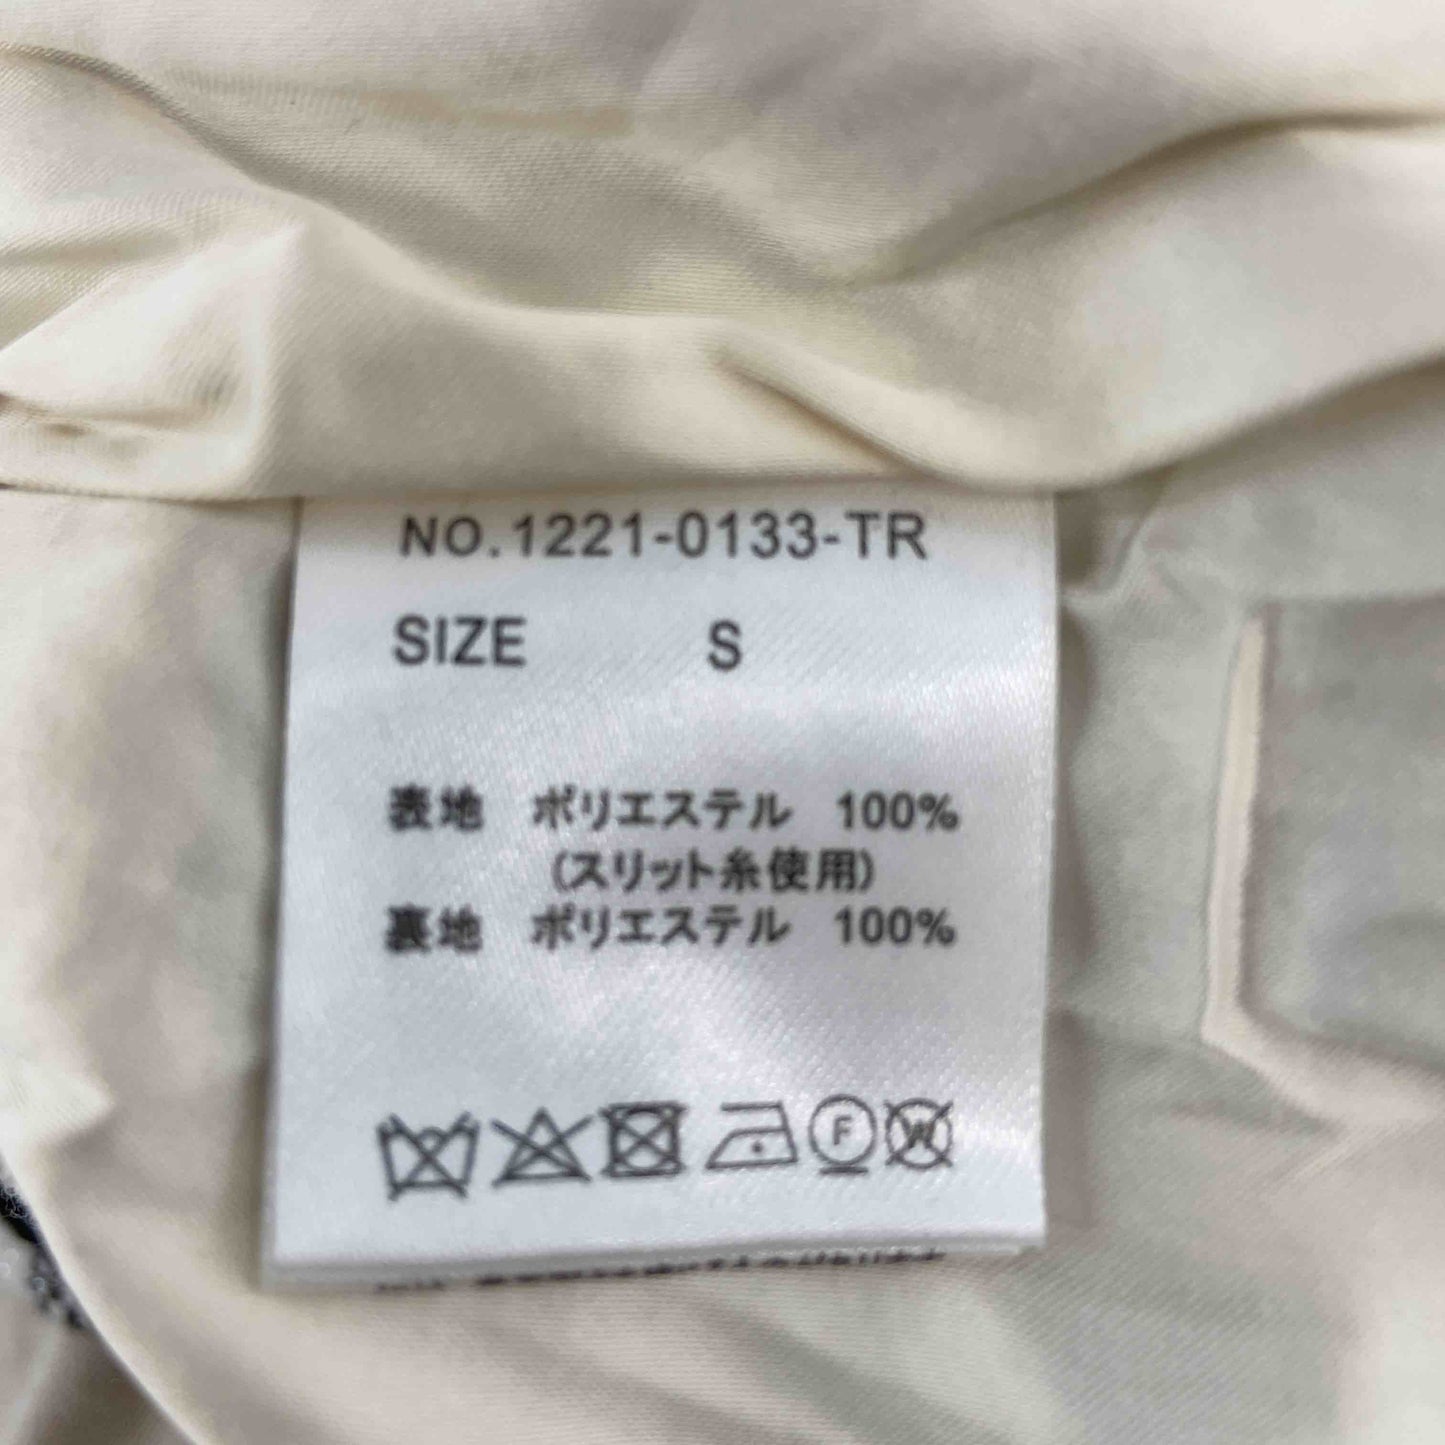 NO.1221-0133-TR
SIZE S
表地 ポリエステル 100%
(スリット糸使用)
裏地 ポリエステル 100%
F W